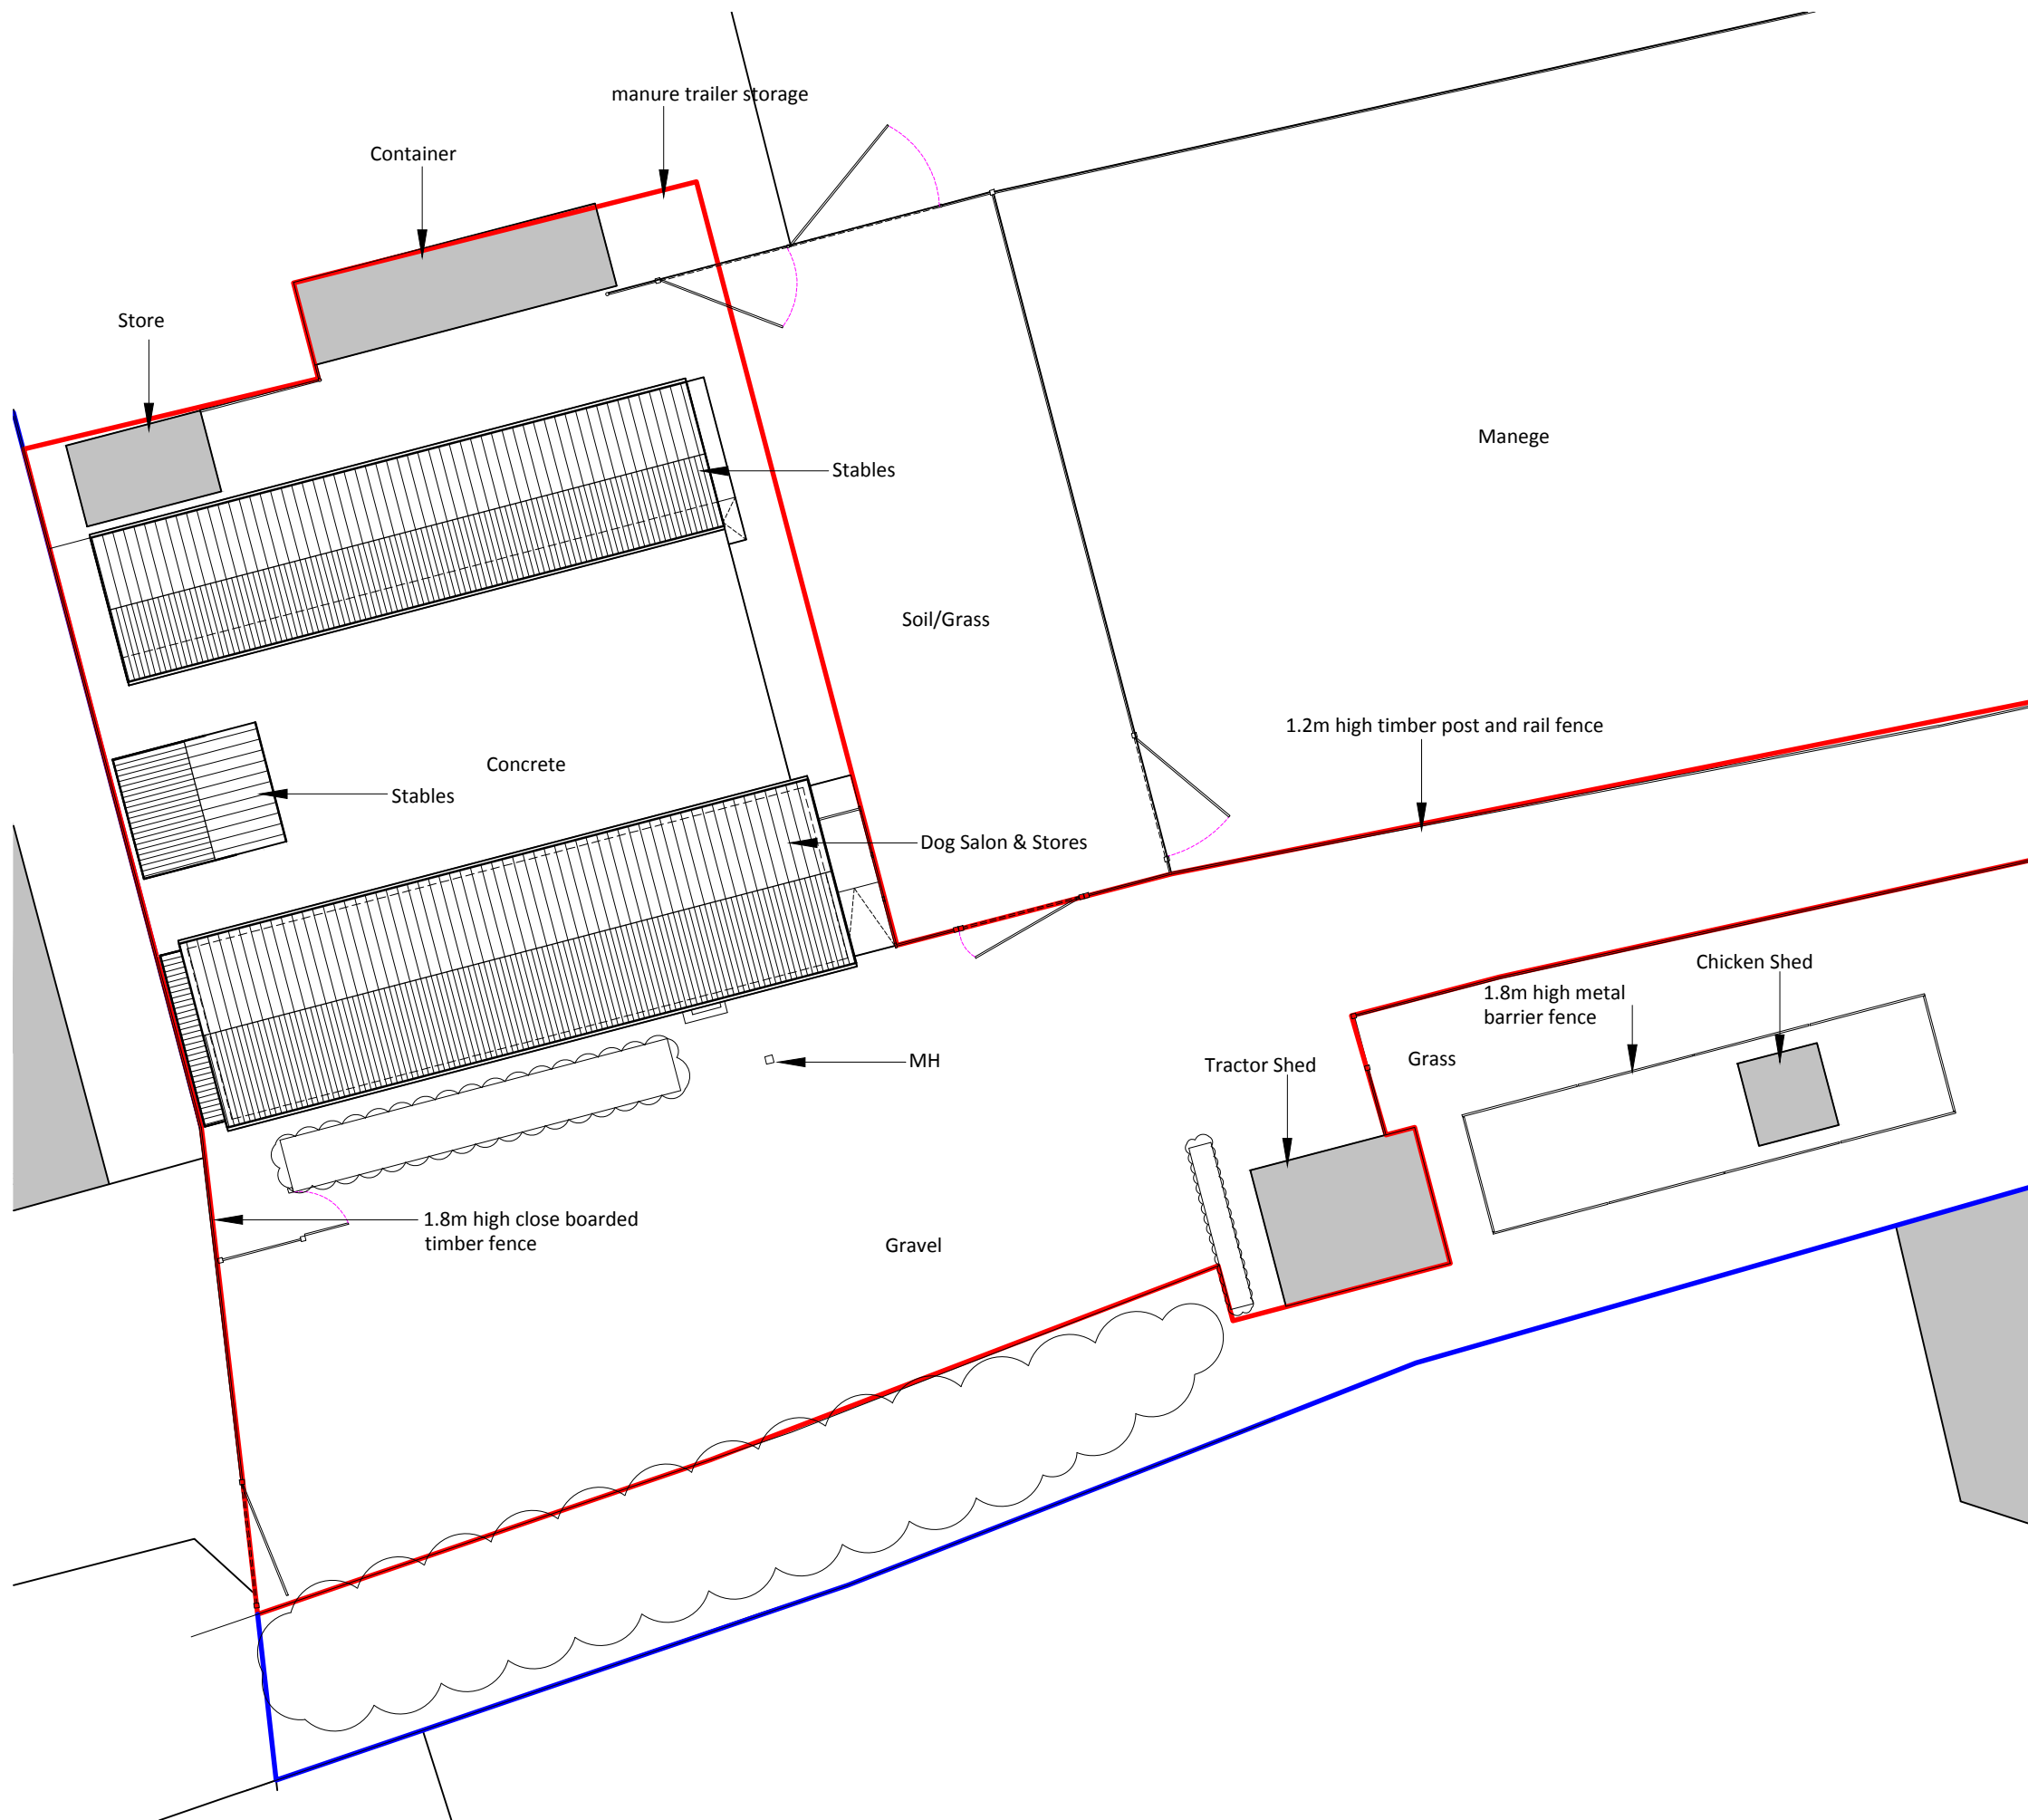 manure trailer storage
Container
Store
Manege
Stables
Soil/Grass
1.2m high timber post and rail fence
Concrete
Stables
Dog Salon & Stores
Chicken Shed
1.8m high metal
barrier fence
Grass
MH
Tractor Shed
1.8m high close boarded
timber fence
Gravel